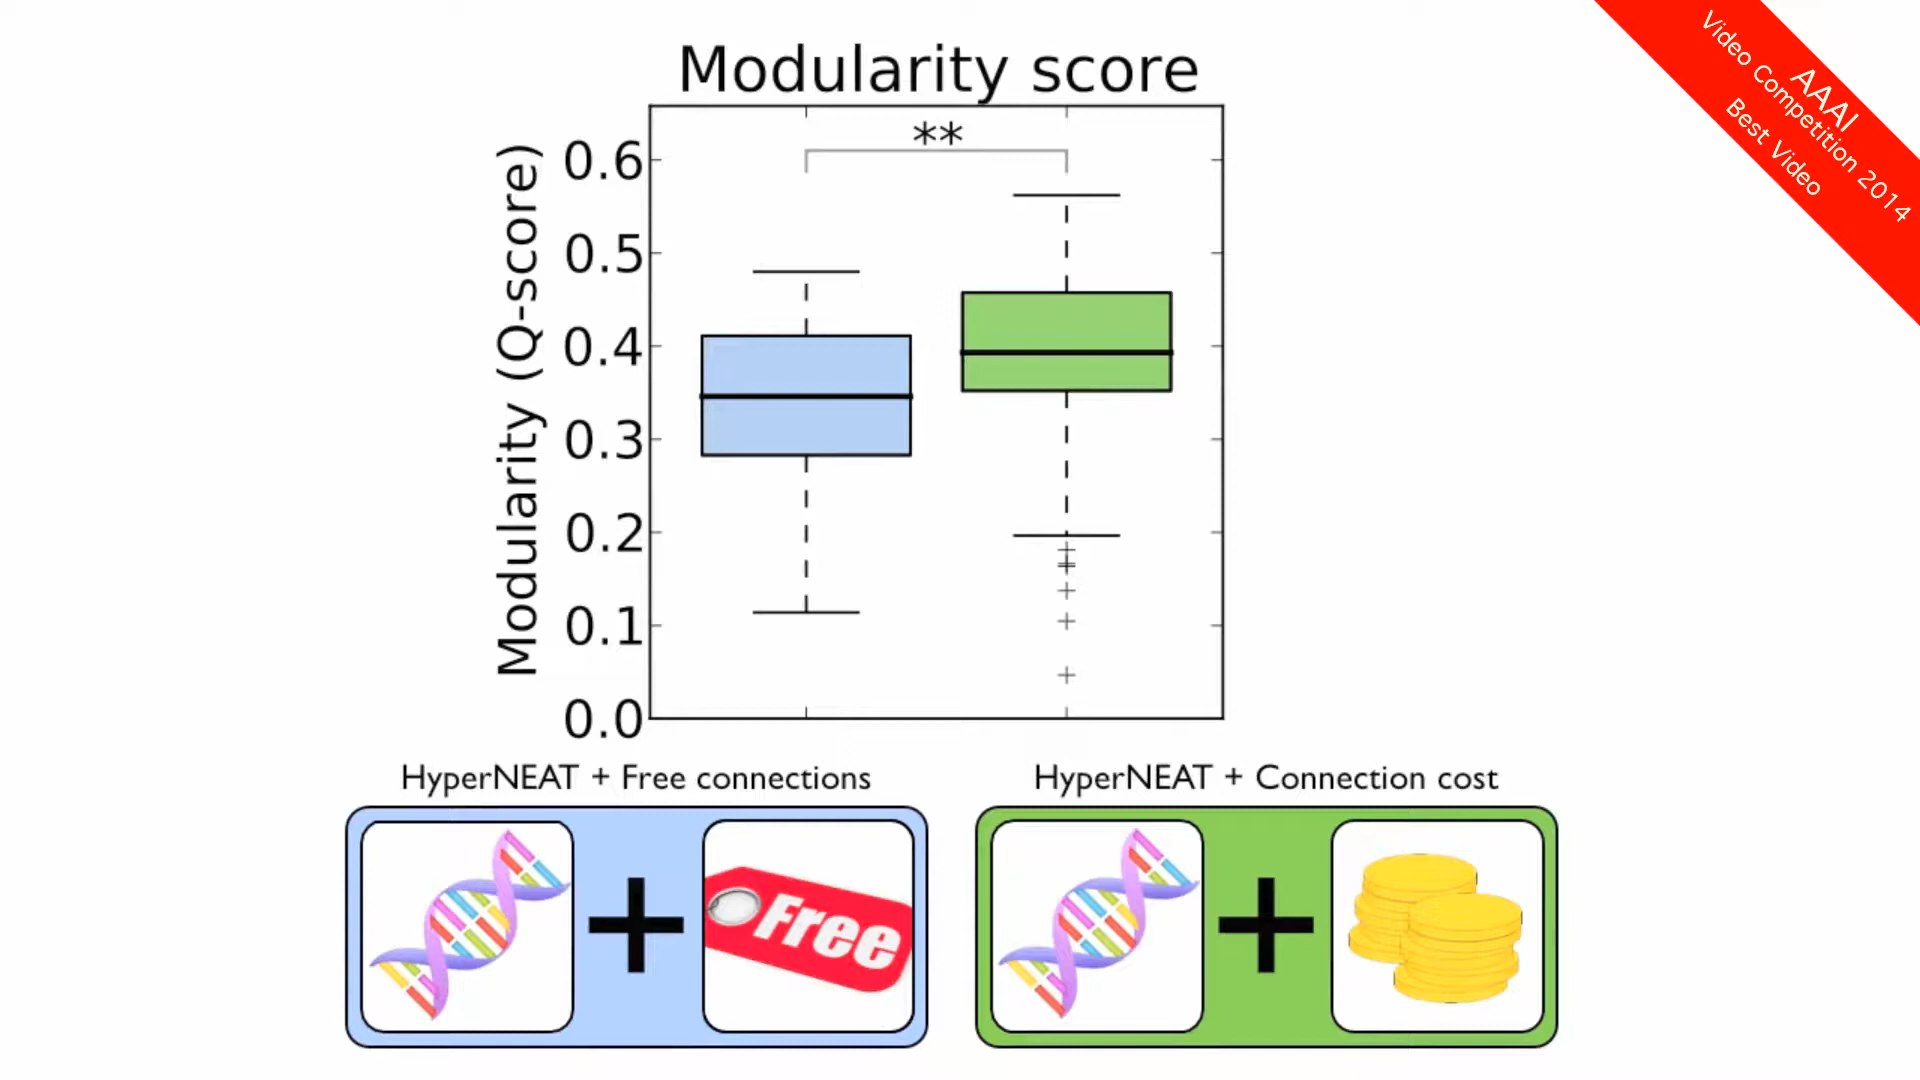 Modularity score
**
Modularity (Q-score)
0.6
0.5
0.4
0.3
0.2
0.1
0.0
HyperNEAT + Free connections
HyperNEAT + Connection cost
Free
AAAI
Video Competition 2014
Best Video